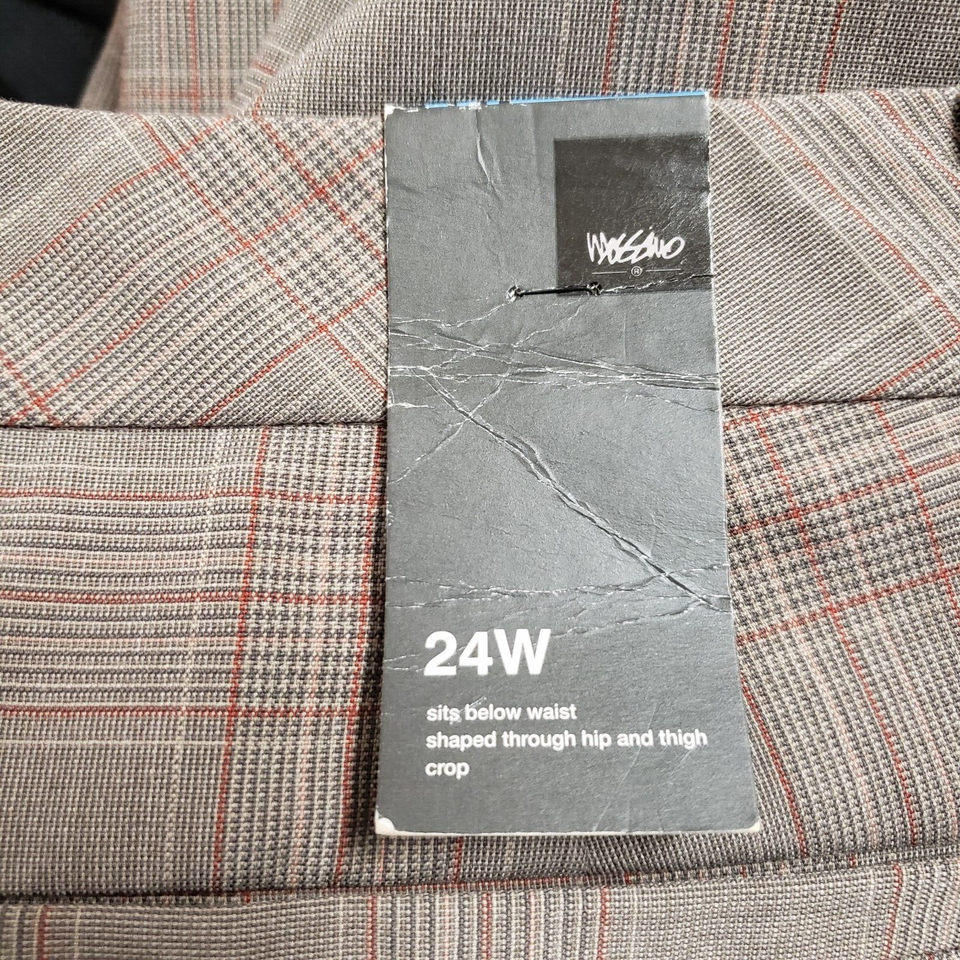 mossimo
®
24W
sits below waist
shaped through hip and thigh
crop